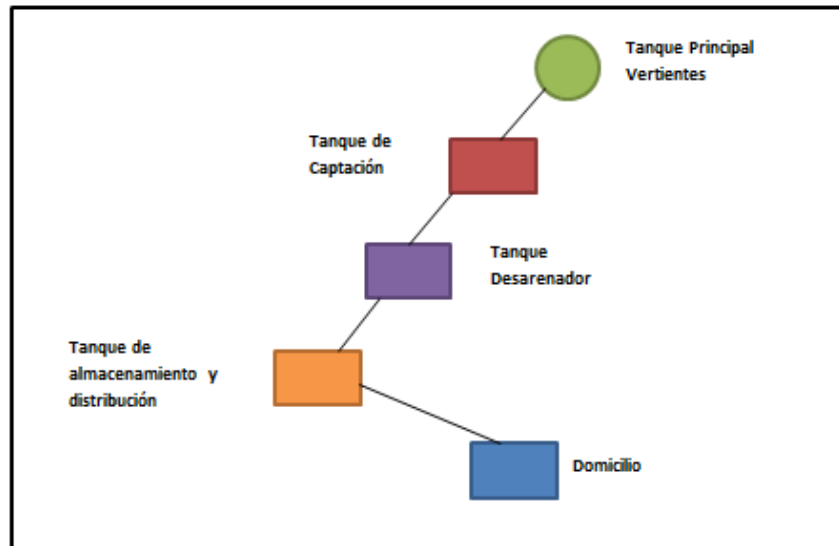 Tanque Principal
Vertientes
Tanque de
Captación
Tanque
Desarenador
Tanque de
almacenamiento y
distribución
Domicilio